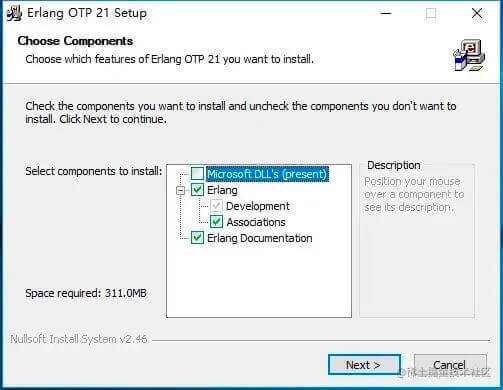 Erlang OTP 21 Setup
Choose Components
Choose which features of Erlang OTP 21 you want to install.
Check the components you want to install and uncheck the components you don't want to
install. Click Next to continue.
Select components to install:
Microsoft DLL's (present)
Erlang
Development
Associations
Erlang Documentation
Description
Position your mouse
over a component to
see its description.
Space required: 311.0MB
Nullsoft Install System v2.46
Next >
Cancel
@稀土掘金技术社区